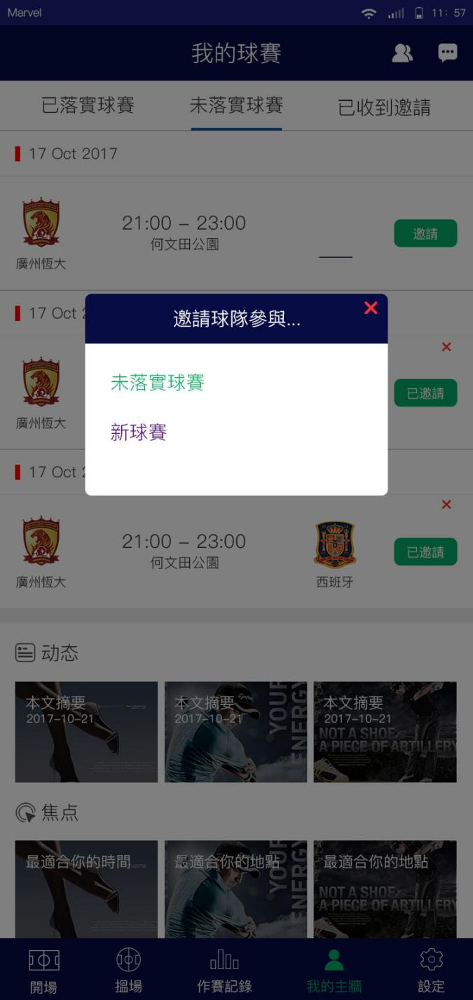 Marvel
11: 57
我的球賽
已落實球賽
未落實球賽
已收到邀請
17 Oct 2017
21:00 – 23:00
何文田公園
邀請
廣州恆大
17 Oct
邀請球隊參與...
未落實球賽
新球賽
已邀請
廣州恆大
17 Oct
21:00 – 23:00
何文田公園
已邀請
廣州恆大
西班牙
动态
本文摘要
2017-10-21
本文摘要
2017-10-21
YOUR
ENERGY
本文摘要
2017-10-21
NOT A SHOE
A PIECE OF ARTILLERY
焦点
最適合你的時間
最適合你的地點
YOUR
ENERGY
最適合你的地點
NOT A SHOE
A PIECE OF ARTILLERY
開場
搵場
作賽記錄
我的主牆
設定